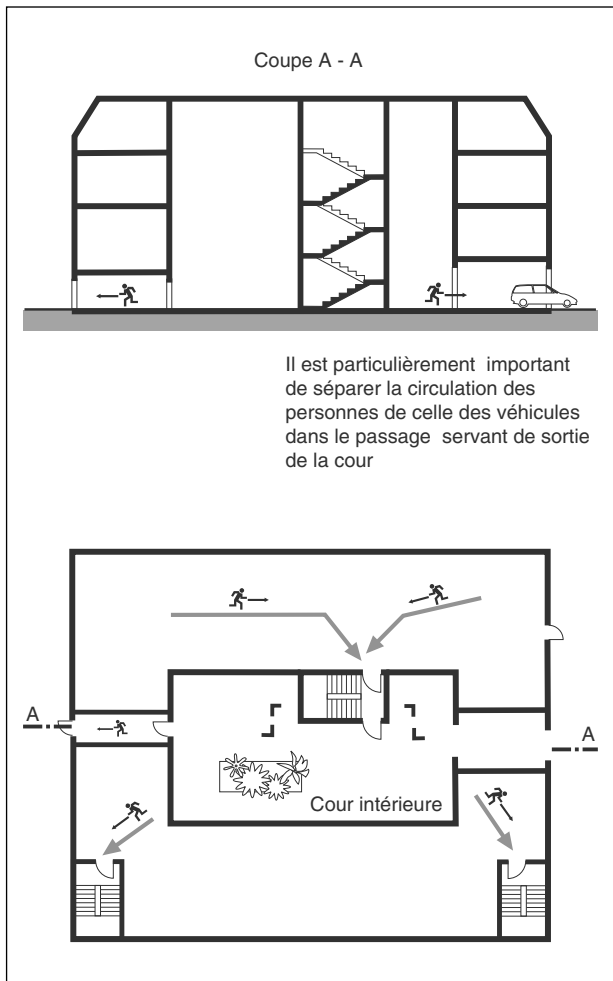 Coupe A - A
Il est particulièrement important
de séparer la circulation des
personnes de celle des véhicules
dans le passage servant de sortie
de la cour
A
A
Cour intérieure